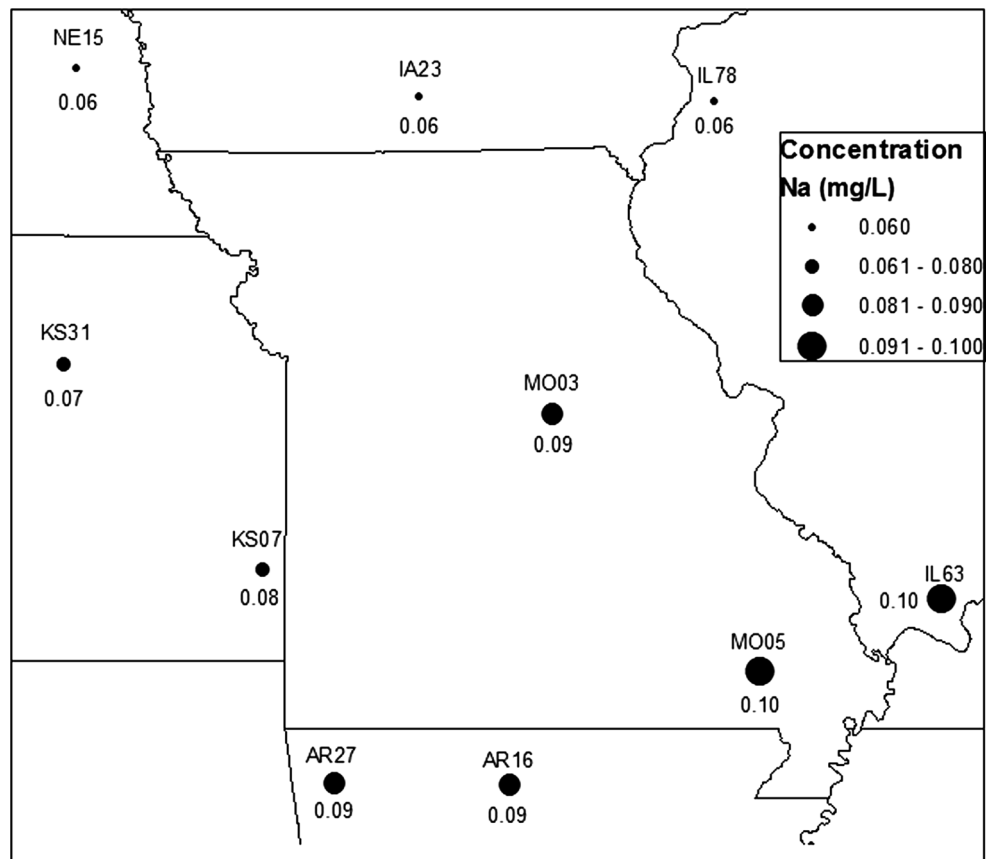 NE15
0.06
IA23
0.06
IL78
0.06
Concentration
Na (mg/L)
0.060
0.061 - 0.080
0.081 - 0.090
0.091 - 0.100
KS31
0.07
MO03
0.09
KS07
0.08
IL63
0.10
MO05
0.10
AR27
0.09
AR16
0.09